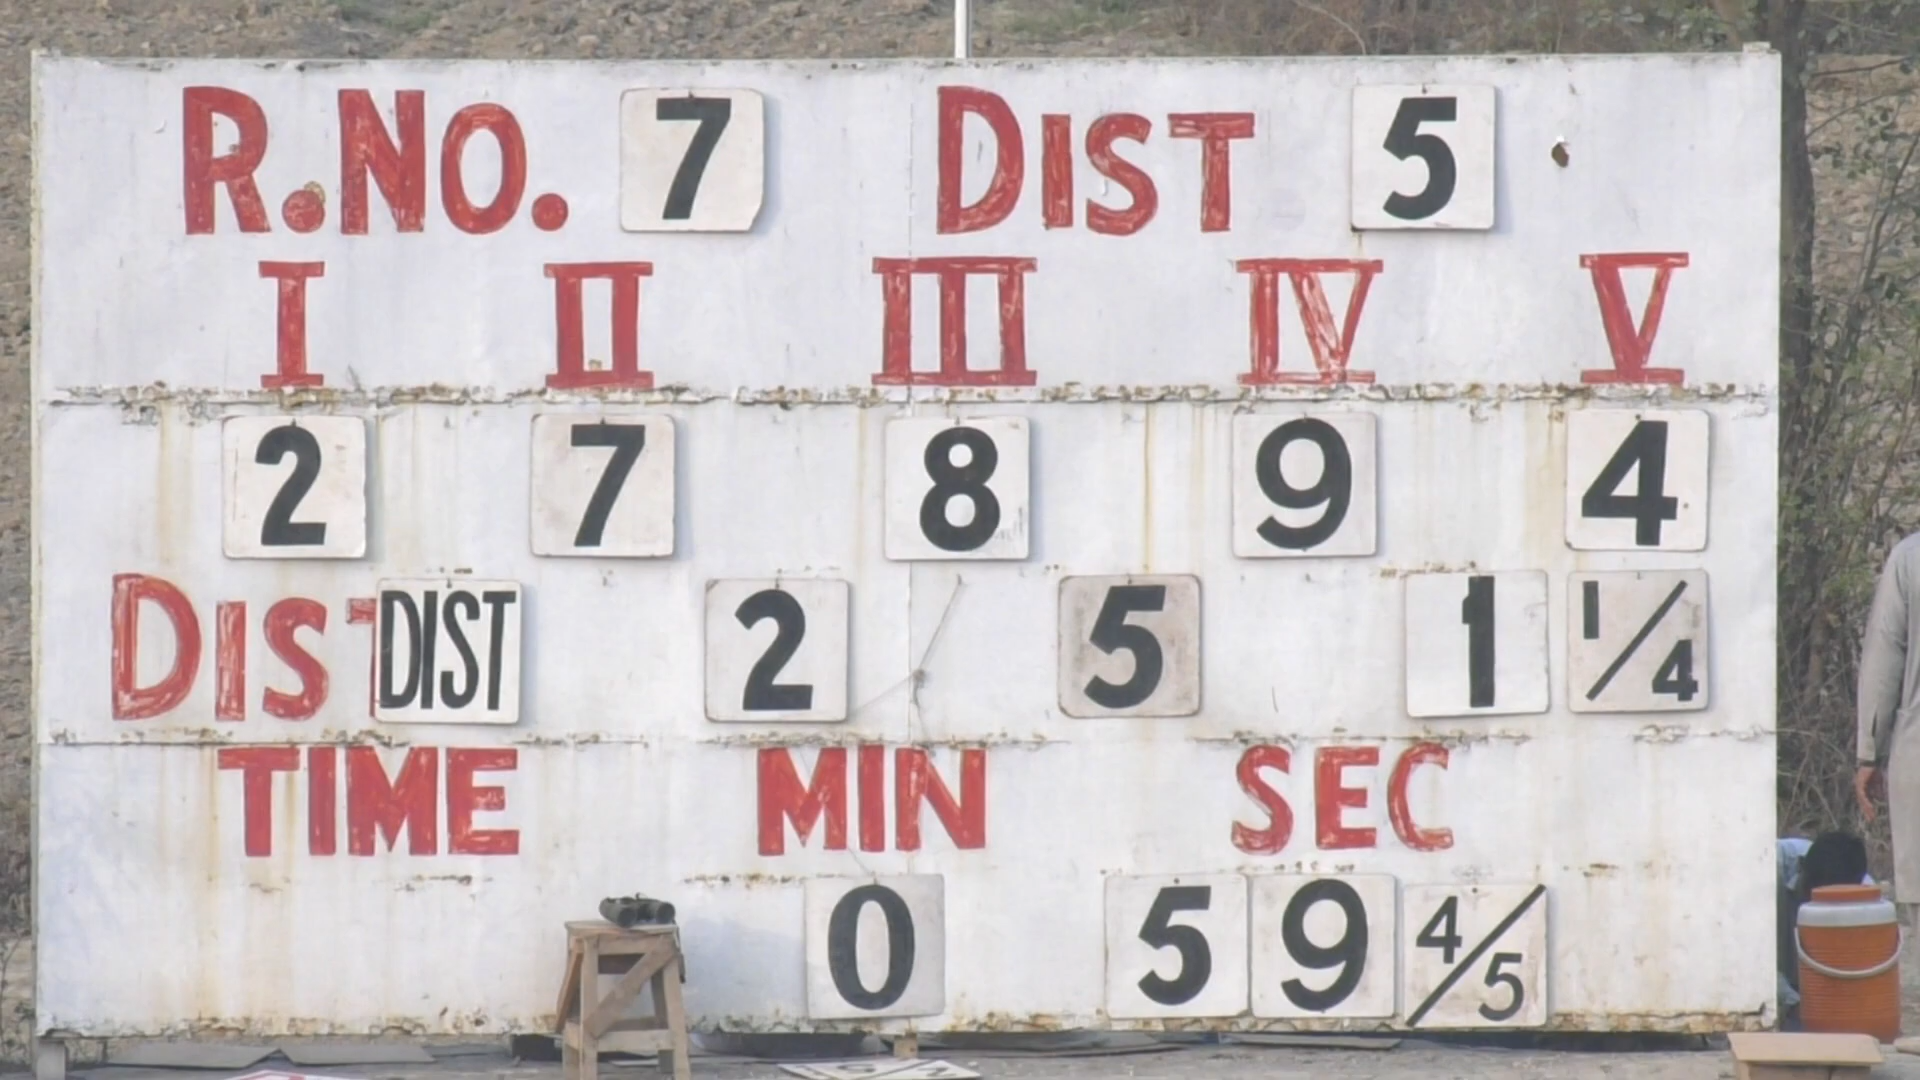 R.NO. 7 DIST 5
I II III IV V
2 7 8 9 4
DIST DIST 2 5 1 1/4
TIME MIN SEC
0 59 4/5